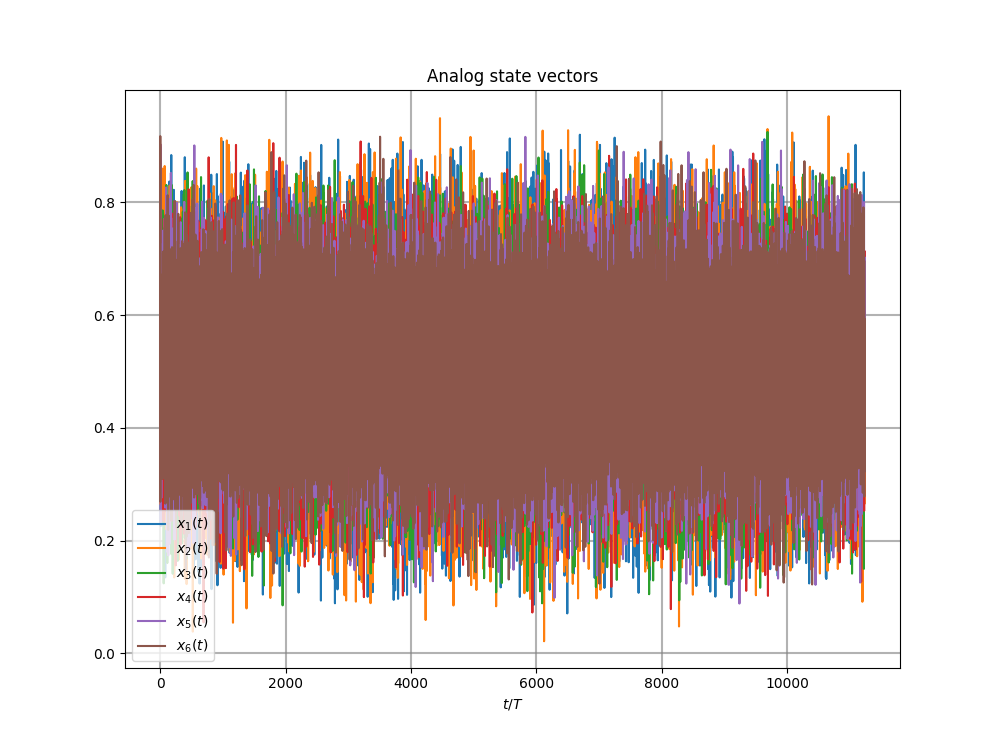 Analog state vectors
0.8
0.6
0.4
0.2
0.0
x₁(t)
x₂(t)
x₃(t)
x₄(t)
x₅(t)
x₆(t)
0 2000 4000 6000 8000 10000
t/T